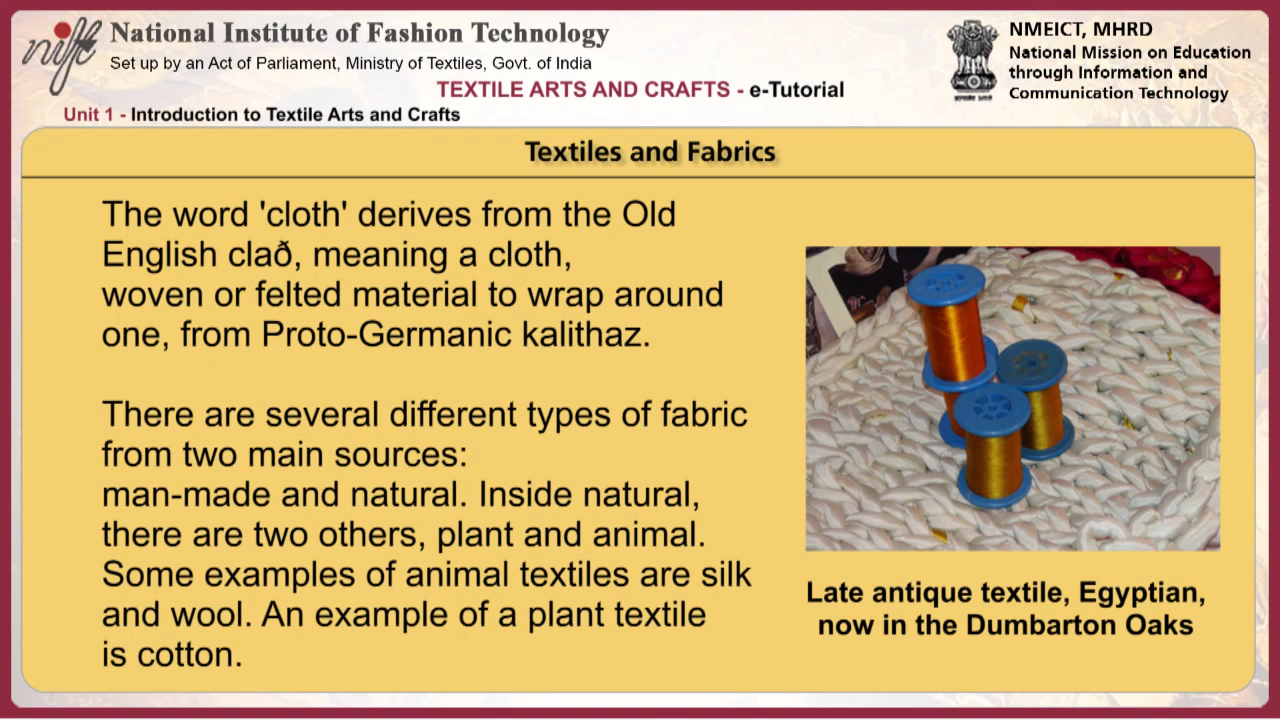 nift
National Institute of Fashion Technology
Set up by an Act of Parliament, Ministry of Textiles, Govt. of India
NMEICT, MHRD
National Mission on Education
through Information and
Communication Technology
TEXTILE ARTS AND CRAFTS - e-Tutorial
Unit 1 - Introduction to Textile Arts and Crafts
Textiles and Fabrics
The word 'cloth' derives from the Old
English clað, meaning a cloth,
woven or felted material to wrap around
one, from Proto-Germanic kalithaz.
There are several different types of fabric
from two main sources:
man-made and natural. Inside natural,
there are two others, plant and animal.
Some examples of animal textiles are silk
and wool. An example of a plant textile
is cotton.
Late antique textile, Egyptian,
now in the Dumbarton Oaks